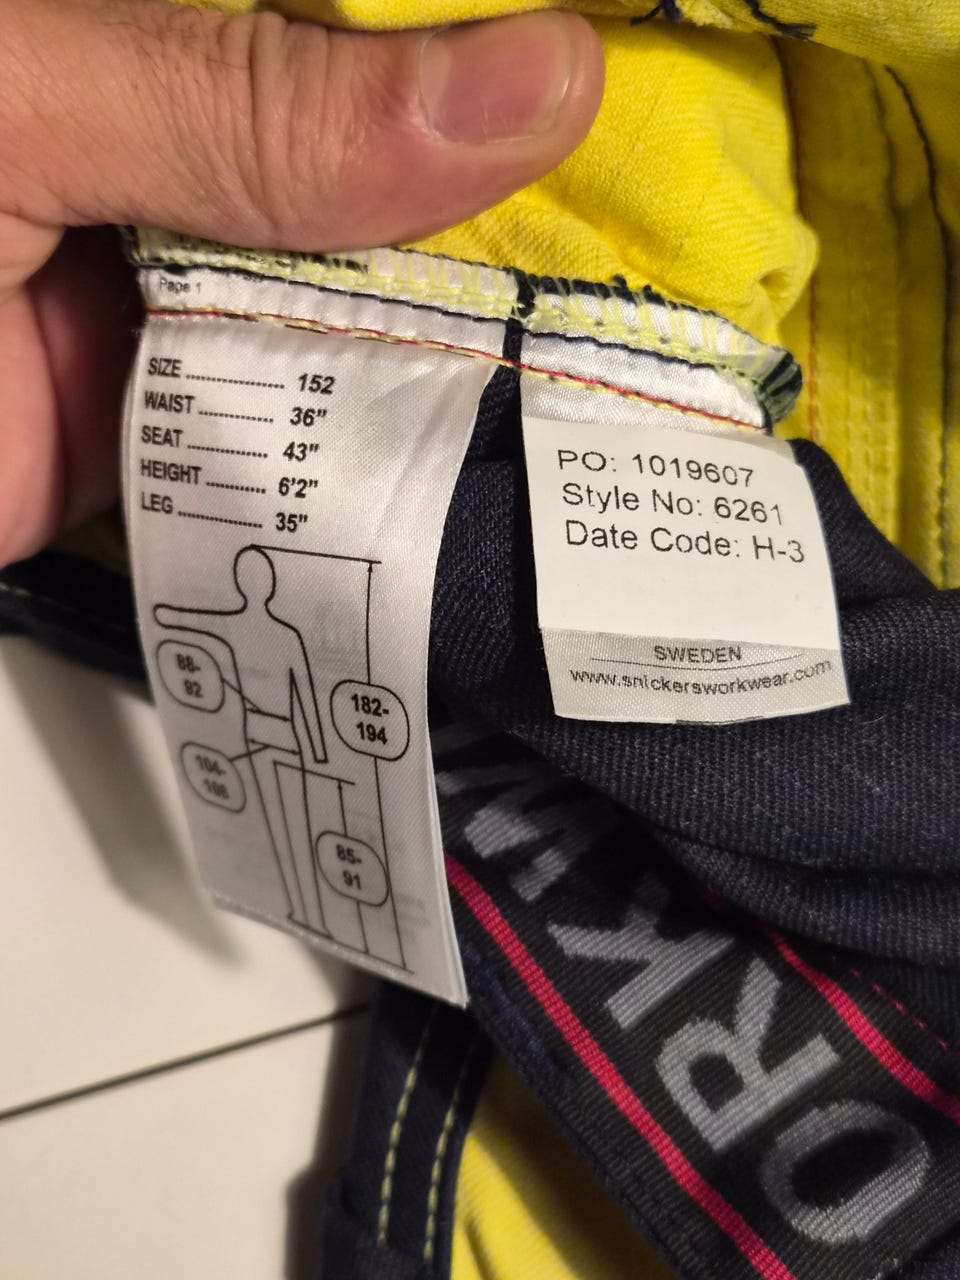 Page 1
SIZE ................. 152
WAIST ............. 36"
SEAT .............. 43"
HEIGHT ........... 6'2"
LEG ............... 35"
88-
92
182-
194
104-
108
85-
91
PO: 1019607
Style No: 6261
Date Code: H-3
SWEDEN
www.snickersworkwear.com
WORK